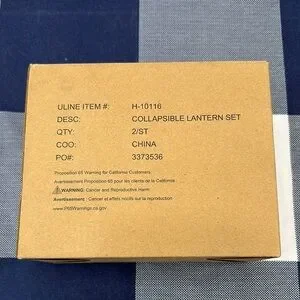 ULINE ITEM #: H-10116
DESC: COLLAPSIBLE LANTERN SET
QTY: 2/ST
COO: CHINA
PO#: 3373536
Proposition 65 Warning for California Customers.
Avertissement Proposition 65 pour les clients de la Californie :
WARNING: Cancer and Reproductive Harm
Avertissement : Cancer et effets nocifs sur la reproduction
www.P65Warnings.ca.gov